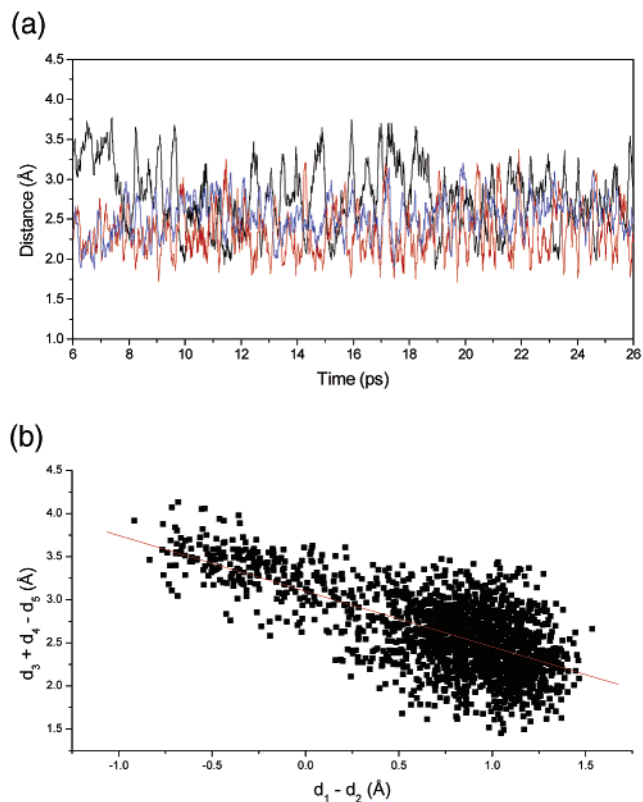 (a)
4.5
4.0
3.5
3.0
2.5
2.0
1.5
1.0
Distance (Å)
6 8 10 12 14 16 18 20 22 24 26
Time (ps)
(b)
4.5
4.0
3.5
3.0
2.5
2.0
1.5
d₃ + d₄ - d₅ (Å)
-1.0 -0.5 0.0 0.5 1.0 1.5
d₁ - d₂ (Å)